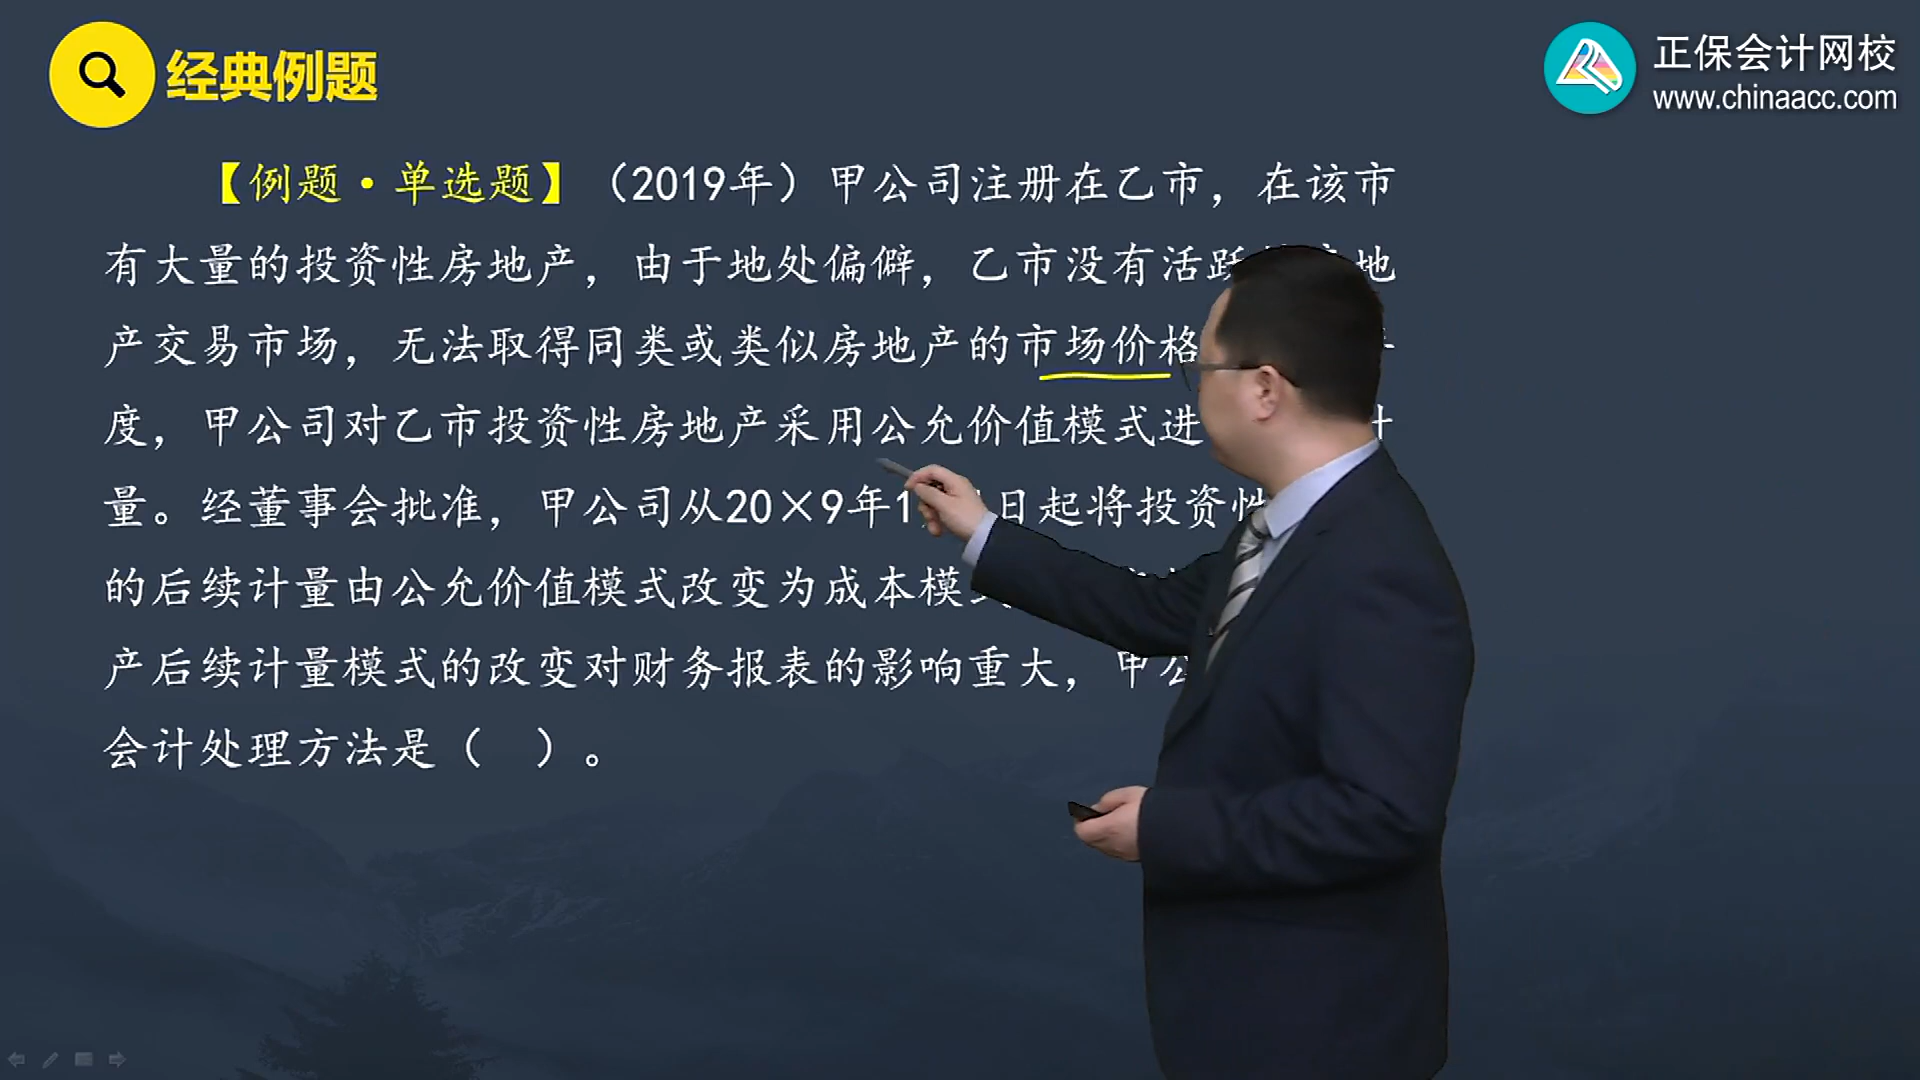 经典例题
正保会计网校
www.chinaacc.com
【例题·单选题】（2019年）甲公司注册在乙市，在该市
有大量的投资性房地产，由于地处偏僻，乙市没有活跃地
产交易市场，无法取得同类或类似房地产的市场价格
度，甲公司对乙市投资性房地产采用公允价值模式进计
量。经董事会批准，甲公司从20×9年1日起将投资性
的后续计量由公允价值模式改变为成本模
产后续计量模式的改变对财务报表的影响重大，甲公
会计处理方法是（ ）。